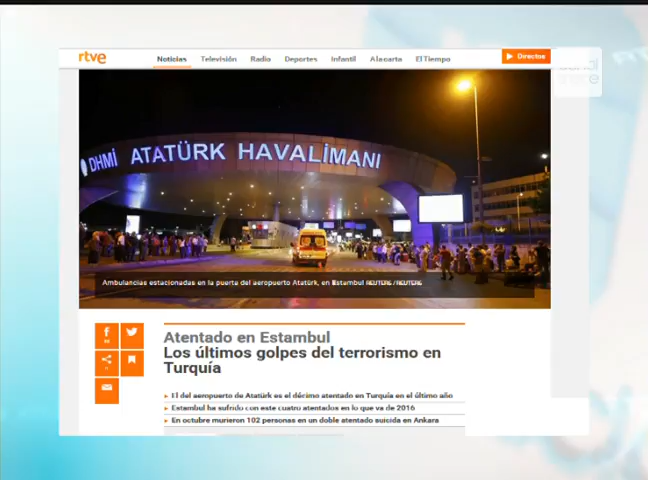 rtve
Noticias Televisión Radio Deportes Infantil A la carta El Tiempo Directos
DHMİ ATATÜRK HAVALİMANI
Ambulancias estacionadas en la puerta del aeropuerto Atatürk, en Estambul REUTERS / REUTERS
Atentado en Estambul
Los últimos golpes del terrorismo en
Turquía
El del aeropuerto de Atatürk es el décimo atentado en Turquía en el último año
Estambul ha sufrido con este cuatro atentados en lo que va de 2016
En octubre murieron 102 personas en un doble atentado suicida en Ankara